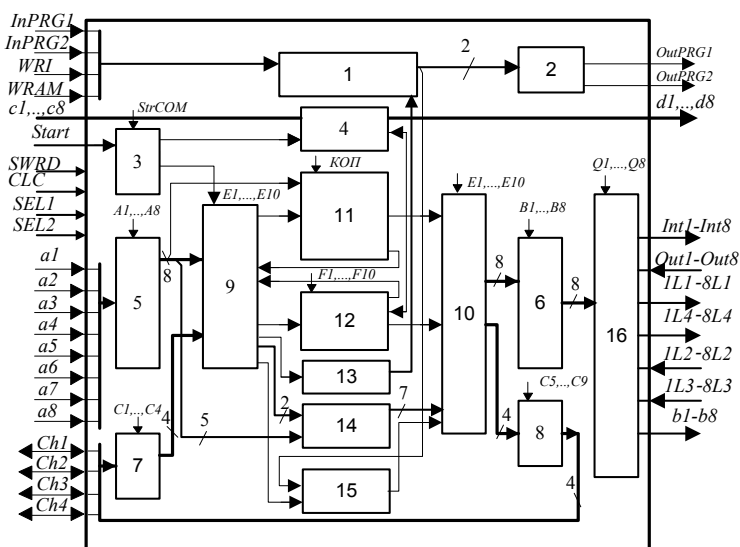 InPRG1
InPRG2
WRI
WRAM
c1,..,c8
Start
SWRD
CLC
SEL1
SEL2
a1
a2
a3
a4
a5
a6
a7
a8
Ch1
Ch2
Ch3
Ch4
1
2
2
OutPRG1
OutPRG2
d1,..,d8
StrCOM
3
4
КОП
A1,...,A8
5
8
E1,...,E10
9
11
F1,...,F10
12
13
2
14
7
15
C1,..,C4
7
4
5
E1,...,E10
10
8
4
B1,..,B8
6
8
C5,..,C9
8
4
Q1,...,Q8
16
Int1-Int8
Out1-Out8
1L1-8L1
1L4-8L4
1L2-8L2
1L3-8L3
b1-b8